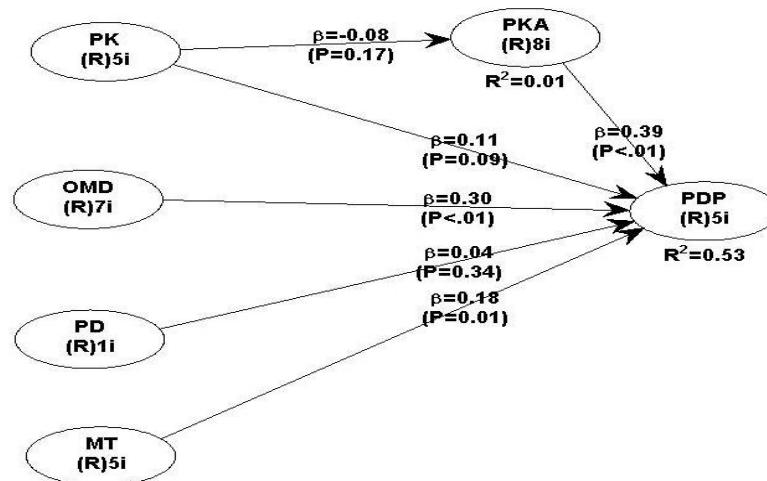 PK
(R)5i
β=-0.08
(P=0.17)
PKA
(R)8i
R²=0.01
β=0.11
(P=0.09)
β=0.39
(P<.01)
OMD
(R)7i
β=0.30
(P<.01)
PDP
(R)5i
R²=0.53
β=0.04
(P=0.34)
PD
(R)1i
β=0.18
(P=0.01)
MT
(R)5i